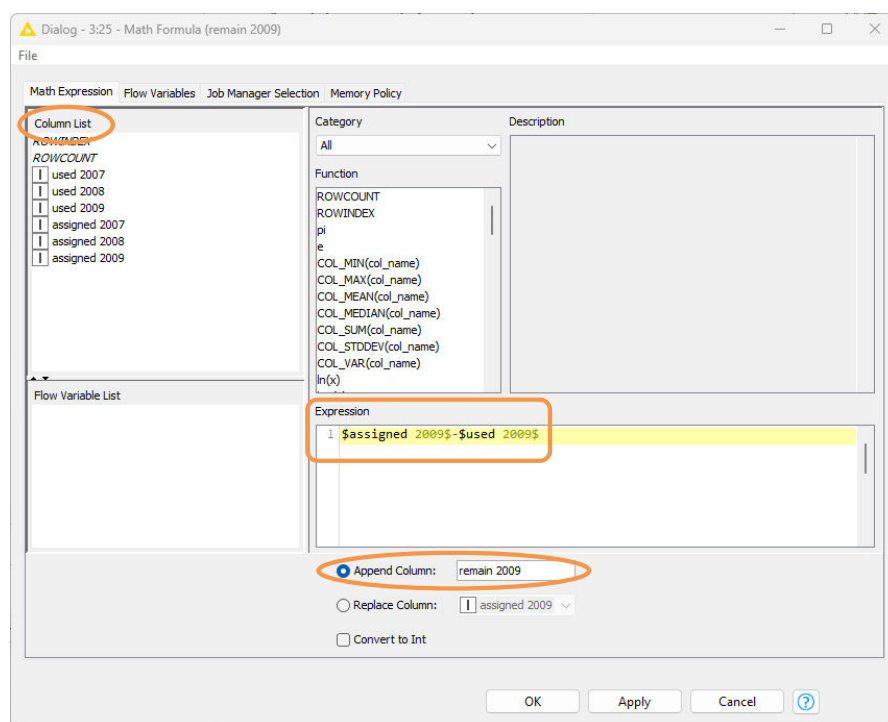 Dialog - 3:25 - Math Formula (remain 2009)
File
Math Expression Flow Variables Job Manager Selection Memory Policy
Column List
ROWINDEX
ROWCOUNT
I used 2007
I used 2008
I used 2009
I assigned 2007
I assigned 2008
I assigned 2009
Flow Variable List
Category
All
Function
ROWCOUNT
ROWINDEX
pi
e
COL_MIN(col_name)
COL_MAX(col_name)
COL_MEAN(col_name)
COL_MEDIAN(col_name)
COL_SUM(col_name)
COL_STDDEV(col_name)
COL_VAR(col_name)
ln(x)
Description
Expression
1 $assigned 2009$-$used 2009$
Append Column: remain 2009
Replace Column: I assigned 2009
Convert to Int
OK Apply Cancel ?